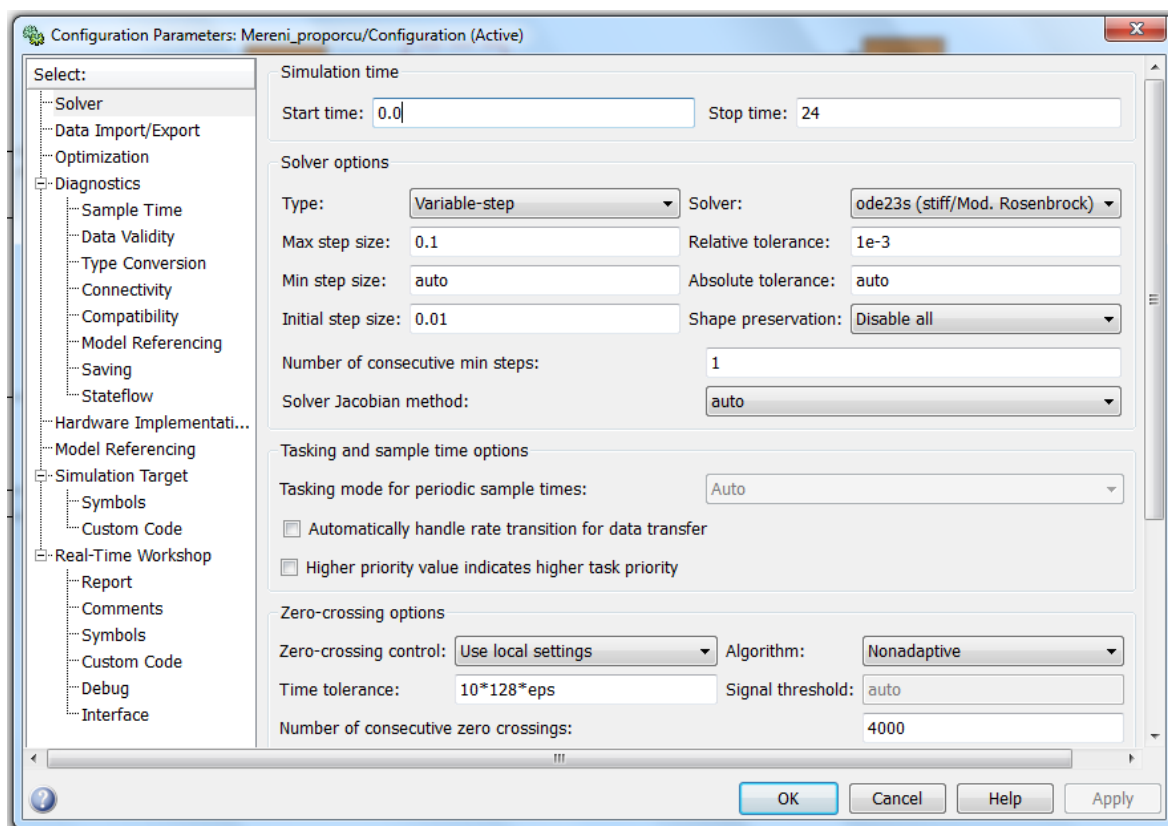 Configuration Parameters: Mereni_proporcu/Configuration (Active)
Select:
Solver
Data Import/Export
Optimization
Diagnostics
Sample Time
Data Validity
Type Conversion
Connectivity
Compatibility
Model Referencing
Saving
Stateflow
Hardware Implementati...
Model Referencing
Simulation Target
Symbols
Custom Code
Real-Time Workshop
Report
Comments
Symbols
Custom Code
Debug
Interface
Simulation time
Start time: 0.0 Stop time: 24
Solver options
Type: Variable-step Solver: ode23s (stiff/Mod. Rosenbrock)
Max step size: 0.1 Relative tolerance: 1e-3
Min step size: auto Absolute tolerance: auto
Initial step size: 0.01 Shape preservation: Disable all
Number of consecutive min steps: 1
Solver Jacobian method: auto
Tasking and sample time options
Tasking mode for periodic sample times: Auto
Automatically handle rate transition for data transfer
Higher priority value indicates higher task priority
Zero-crossing options
Zero-crossing control: Use local settings Algorithm: Nonadaptive
Time tolerance: 10*128*eps Signal threshold: auto
Number of consecutive zero crossings: 4000
OK Cancel Help Apply